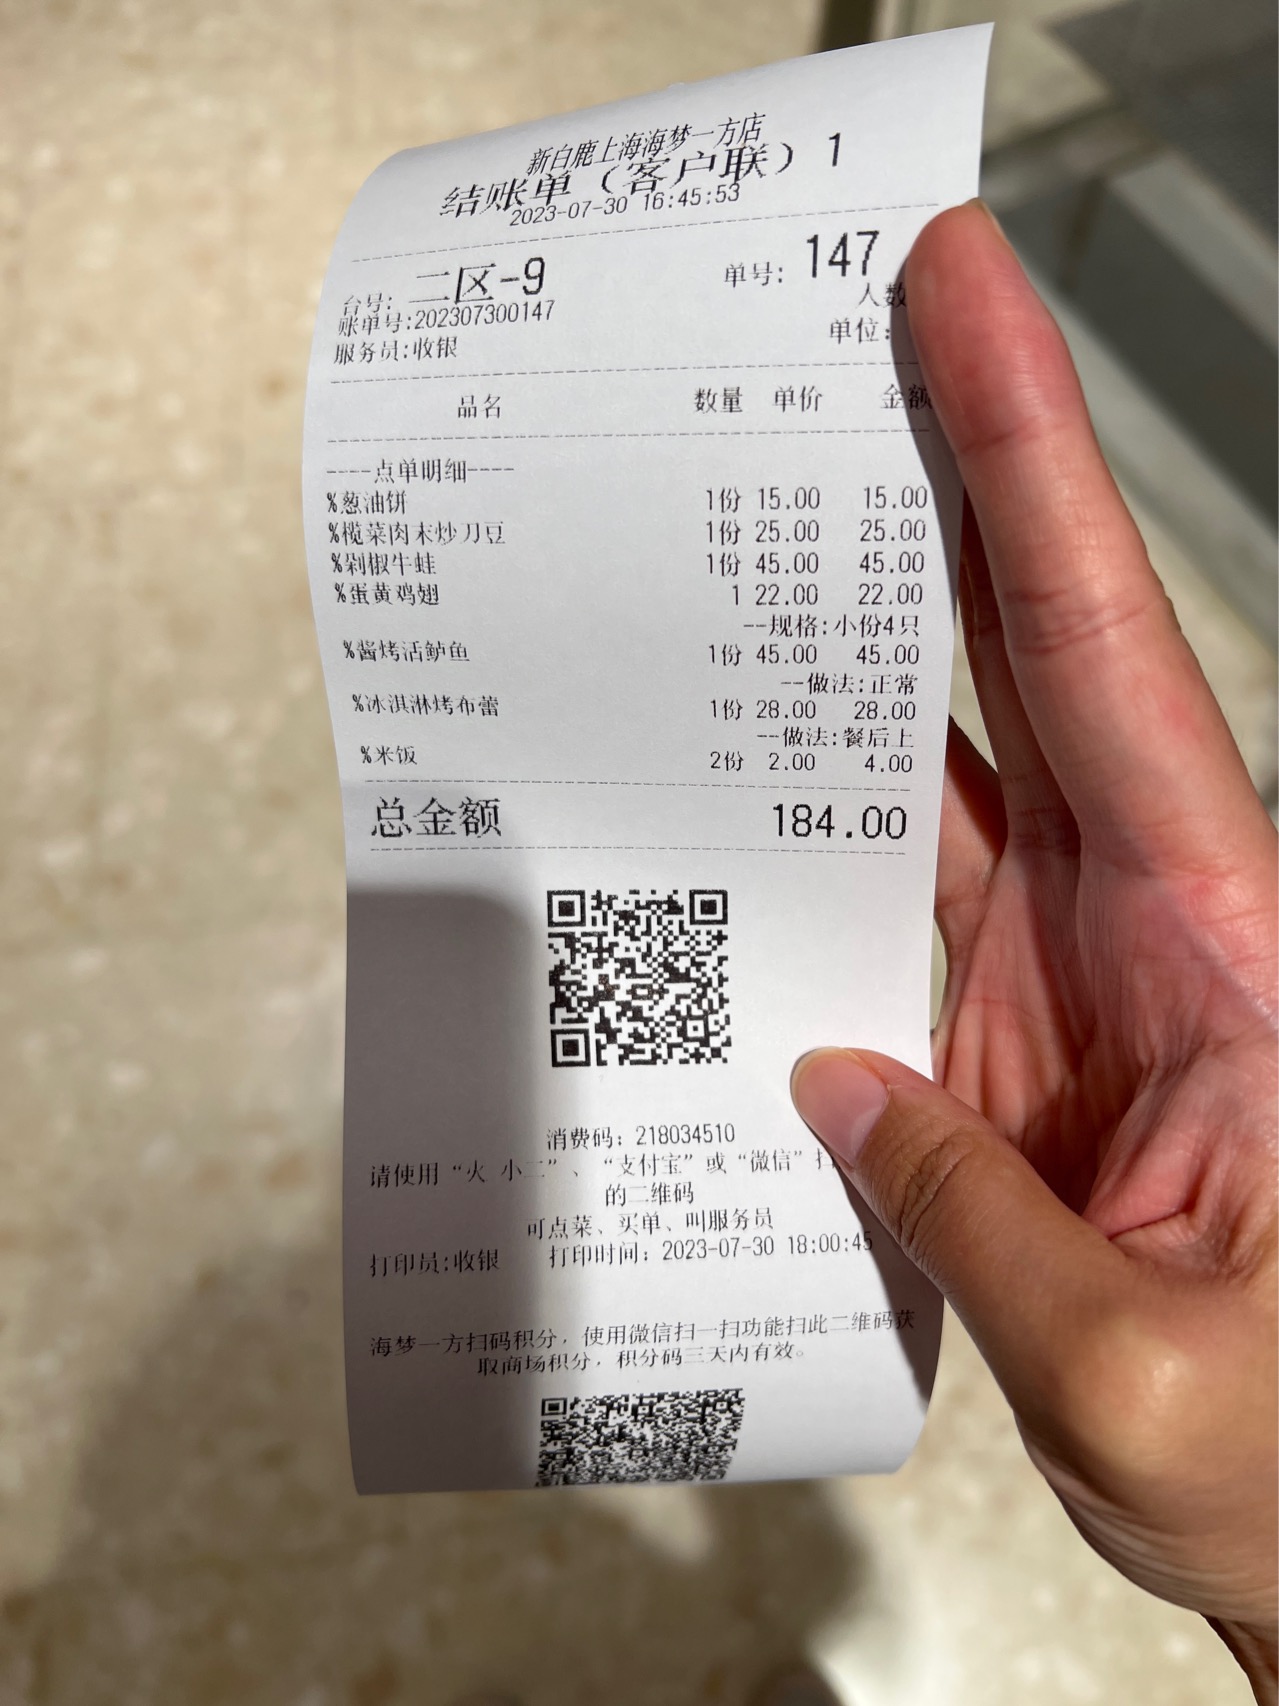 新白鹿上海海梦一方店
结账单（客户联）1
2023-07-30 16:45:53
台号: 二区-9 单号: 147
账单号:202307300147 人数
服务员:收银 单位:
品名 数量 单价 金额
----点单明细----
%葱油饼 1份 15.00 15.00
%榄菜肉末炒刀豆 1份 25.00 25.00
%剁椒牛蛙 1份 45.00 45.00
%蛋黄鸡翅 1 22.00 22.00
--规格:小份4只
%酱烤活鲈鱼 1份 45.00 45.00
--做法:正常
%冰淇淋烤布蕾 1份 28.00 28.00
--做法:餐后上
%米饭 2份 2.00 4.00
总金额 184.00
消费码: 218034510
请使用“火 小二”、“支付宝”或“微信”扫
的二维码
可点菜、买单、叫服务员
打印员:收银 打印时间: 2023-07-30 18:00:45
海梦一方扫码积分, 使用微信扫一扫功能扫此二维码获
取商场积分, 积分码三天内有效。